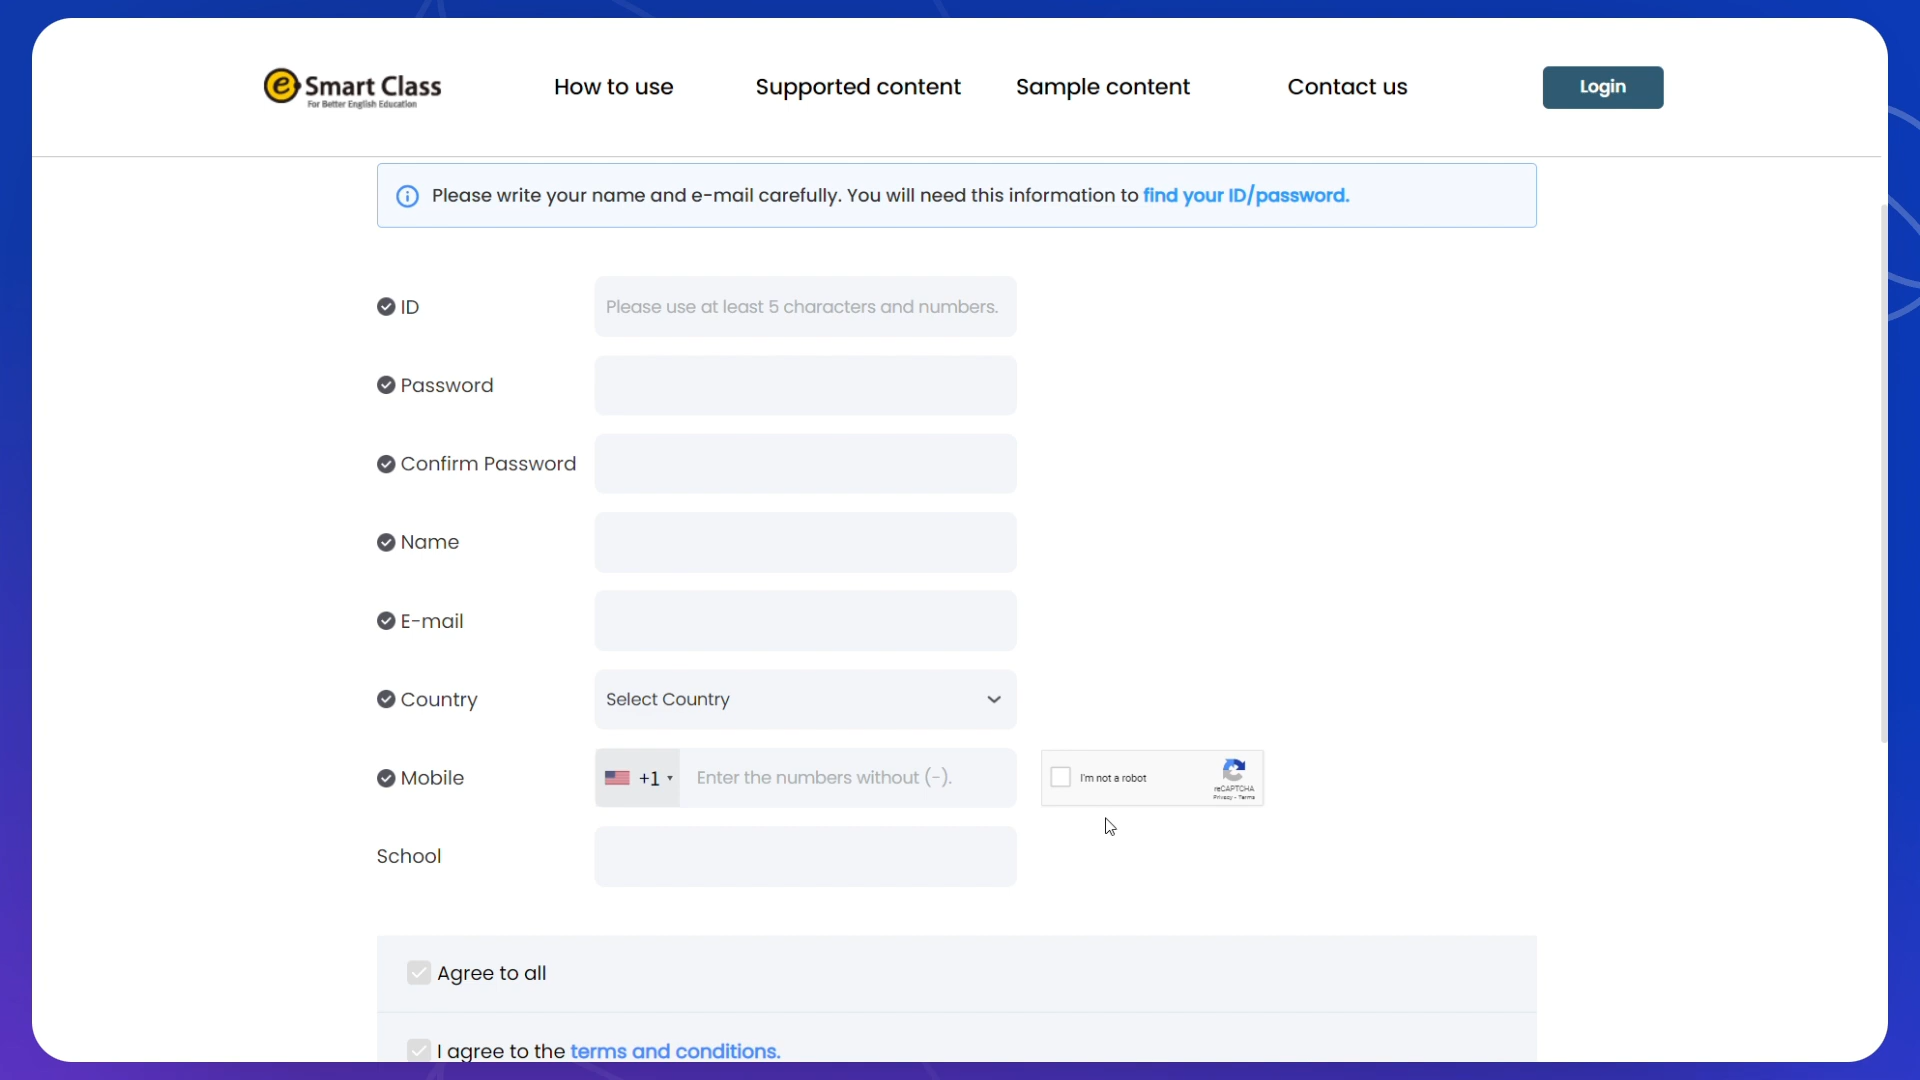 e Smart Class
For Better English Education
How to use
Supported content
Sample content
Contact us
Login
Please write your name and e-mail carefully. You will need this information to find your ID/password.
ID
Please use at least 5 characters and numbers.
Password
Confirm Password
Name
E-mail
Country
Select Country
Mobile
+1
Enter the numbers without (-).
I'm not a robot
reCAPTCHA
Privacy - Terms
School
Agree to all
I agree to the terms and conditions.